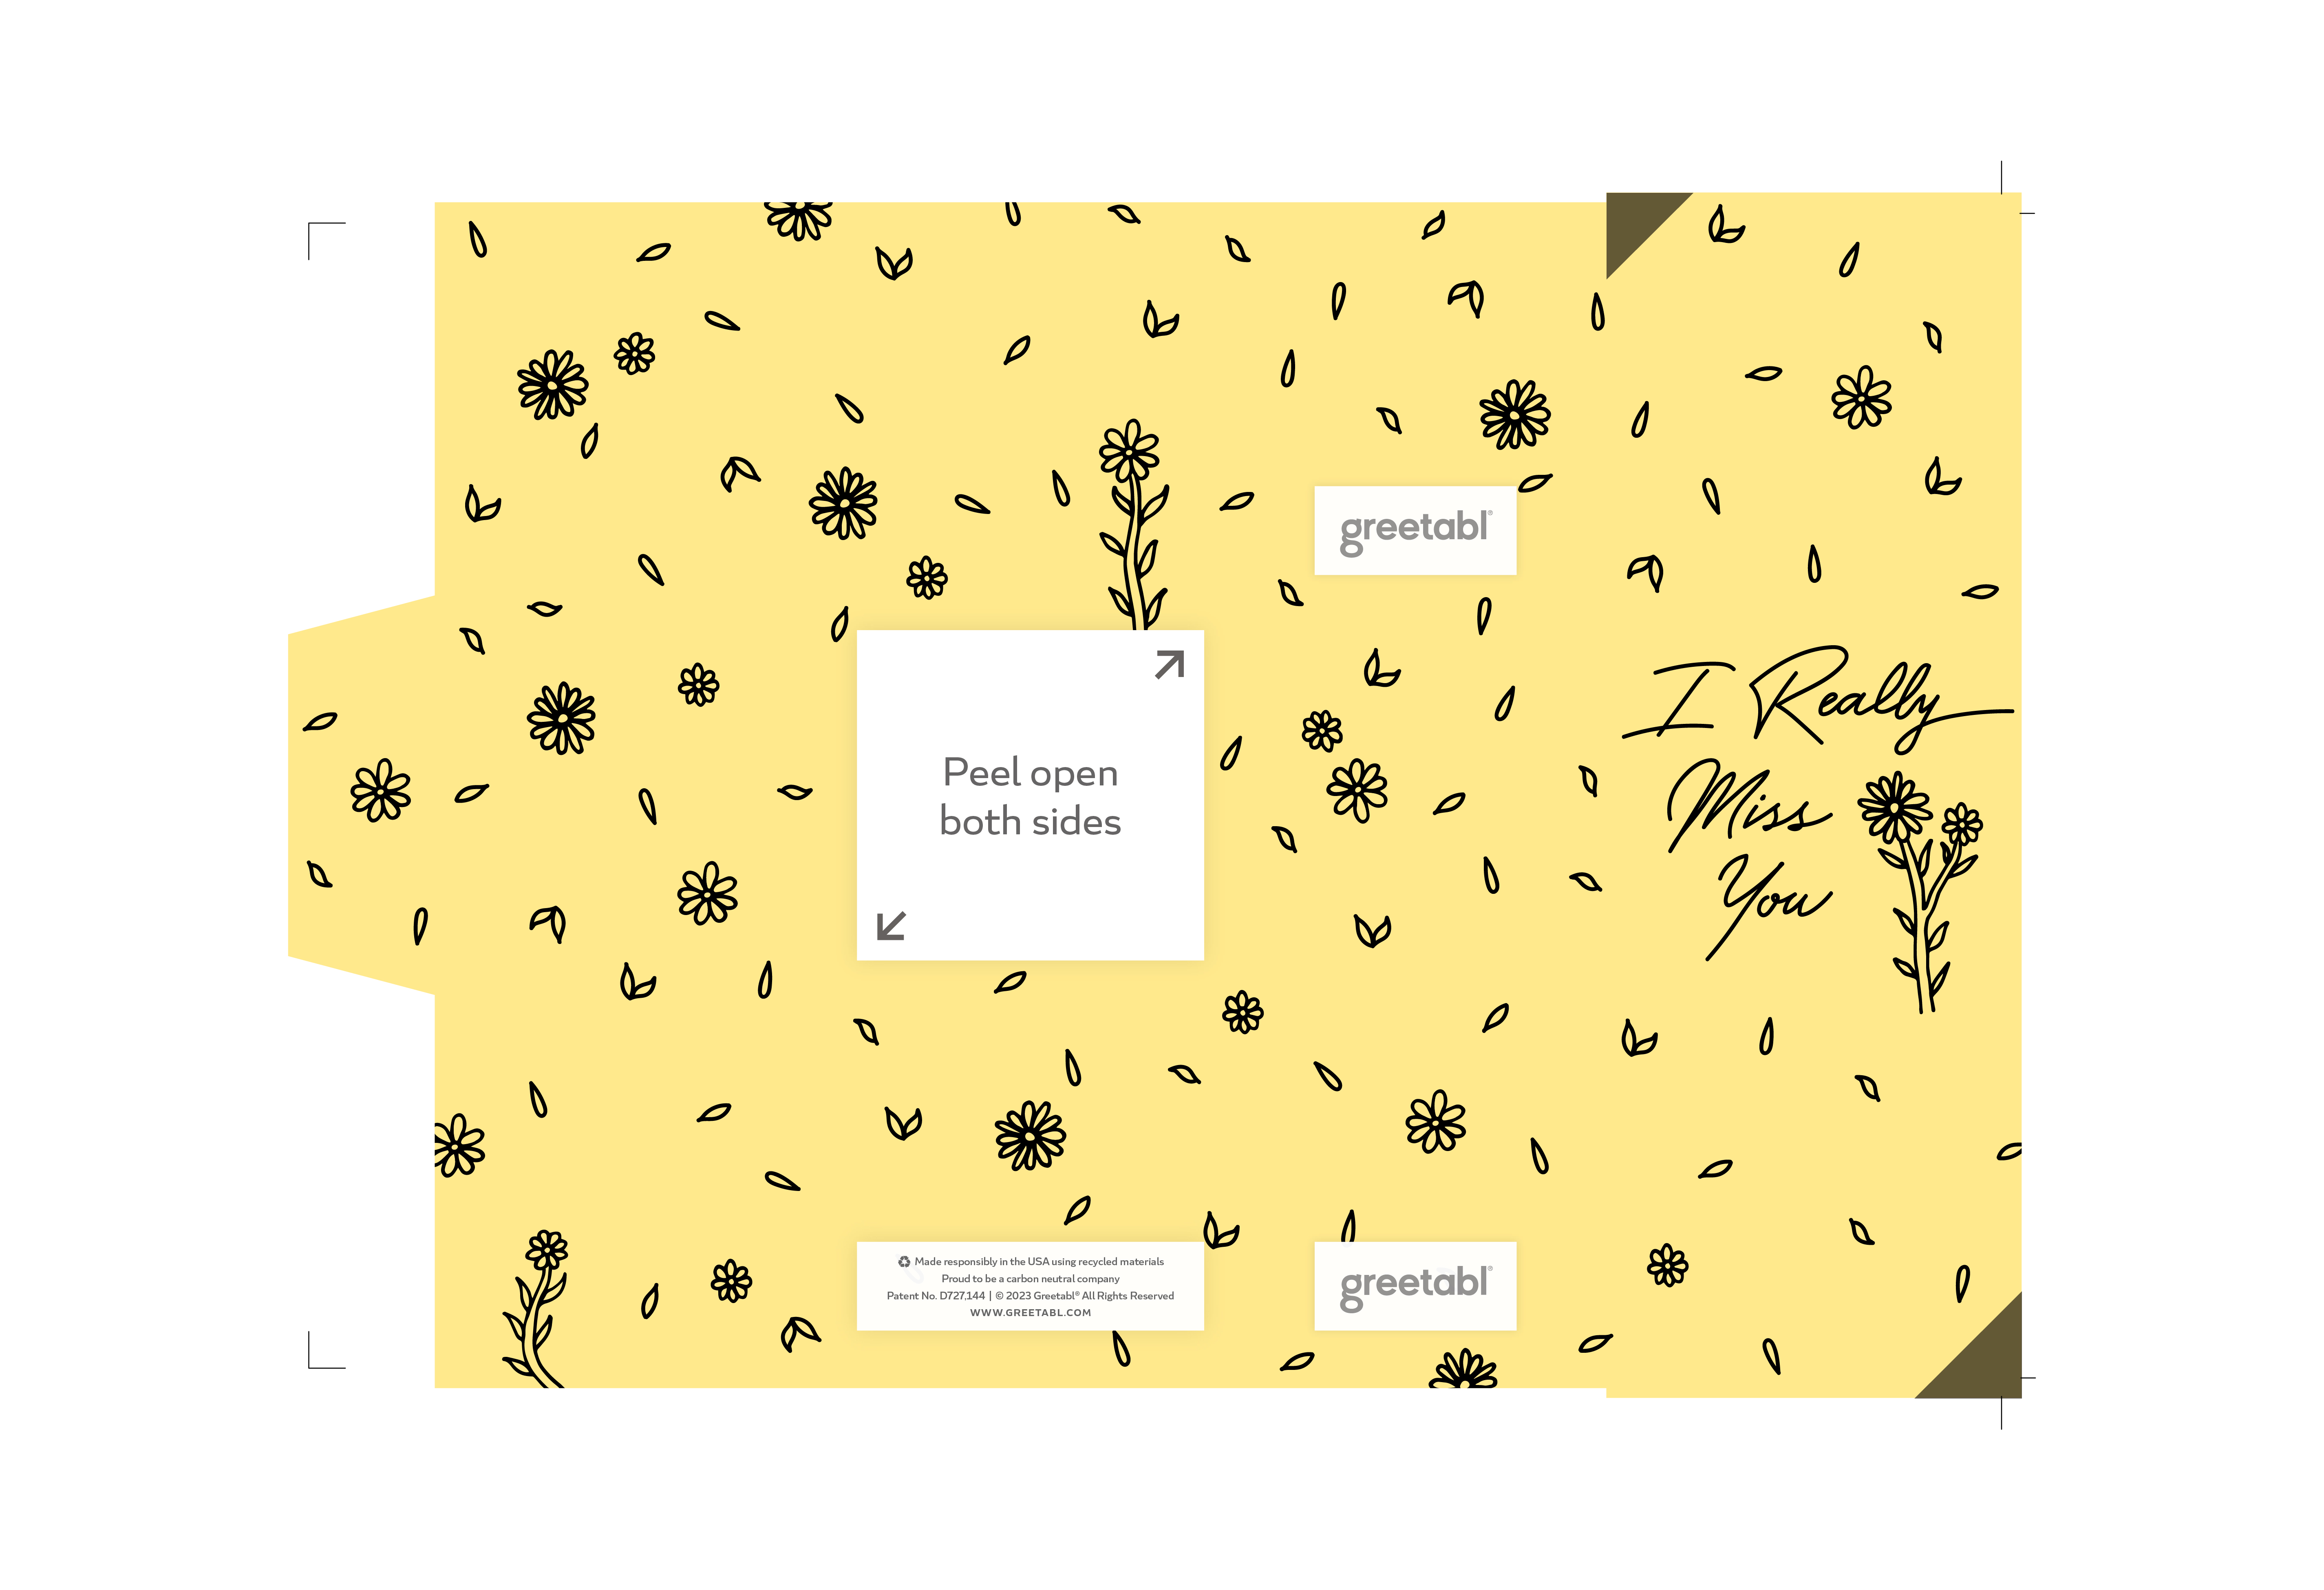 greetabl®
Peel open
both sides
I Really
Miss
You
♻ Made responsibly in the USA using recycled materials
Proud to be a carbon neutral company
Patent No. D727,144 | © 2023 Greetabl® All Rights Reserved
WWW.GREETABL.COM
greetabl®